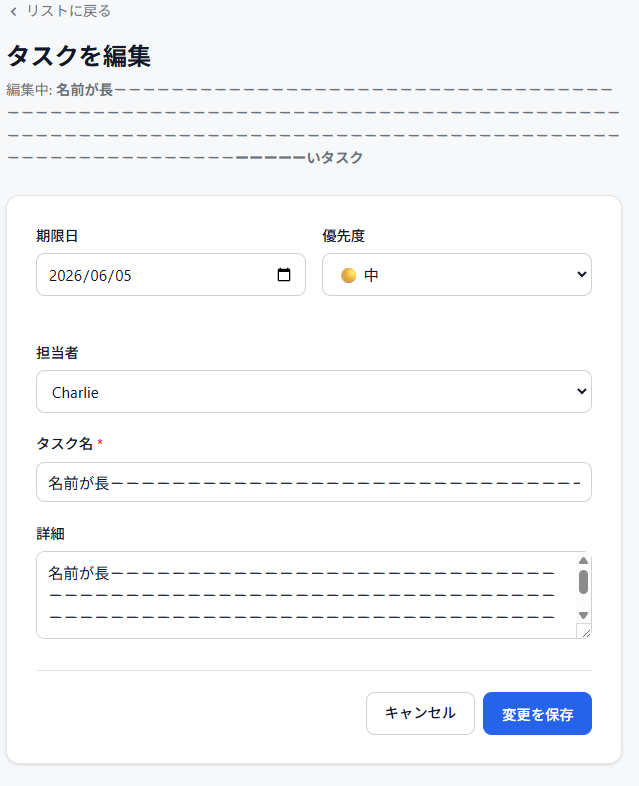 リストに戻る
タスクを編集
編集中: 名前が長ーーーーーーーーーーーーーーーーーーーーーーーーーーーーーーーーーーー
ーーーーーーーーーーーーーーーーーーーーーーーーーーーーーーーーーーーーーーーーーーー
ーーーーーーーーーーーーーーーーーーーーーーーーーーーーーーーーーーーーーーーーーーー
ーーーーーーーーーーーーーーーーーーーーーいタスク
期限日
優先度
2026/06/05
中
担当者
Charlie
タスク名 *
名前が長ーーーーーーーーーーーーーーーーーーーーーーーーーーーーーーー
詳細
名前が長ーーーーーーーーーーーーーーーーーーーーーーーーーーーーー
ーーーーーーーーーーーーーーーーーーーーーーーーーーーーーーーーー
ーーーーーーーーーーーーーーーーーーーーーーーーーーーーーーーーー
キャンセル
変更を保存